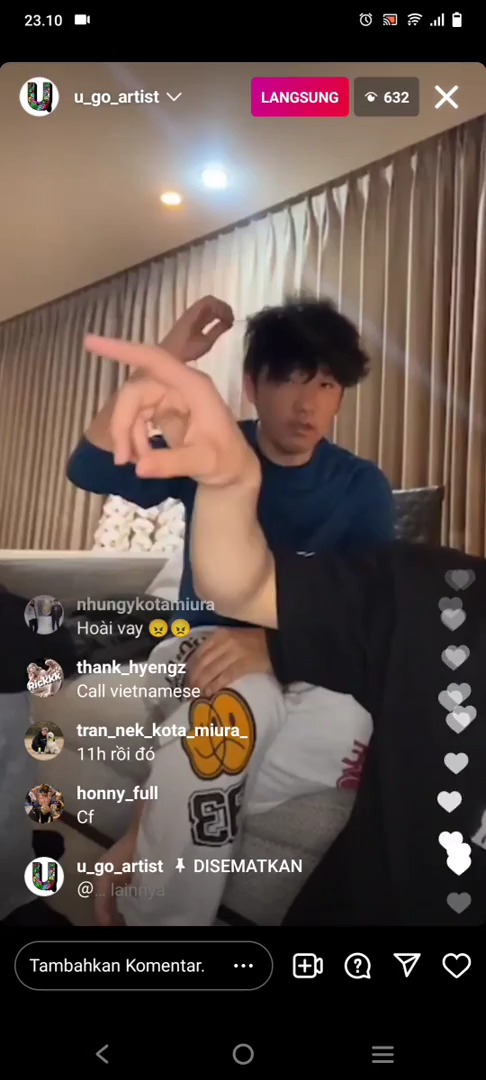 23.10
u_go_artist
LANGSUNG
632
nhungykotamiura
Hoài vay 😠😠
thank_hyengz
Call vietnamese
tran_nek_kota_miura_
11h rồi đó
honny_full
Cf
u_go_artist DISEMATKAN
@... lainnya
Tambahkan Komentar.